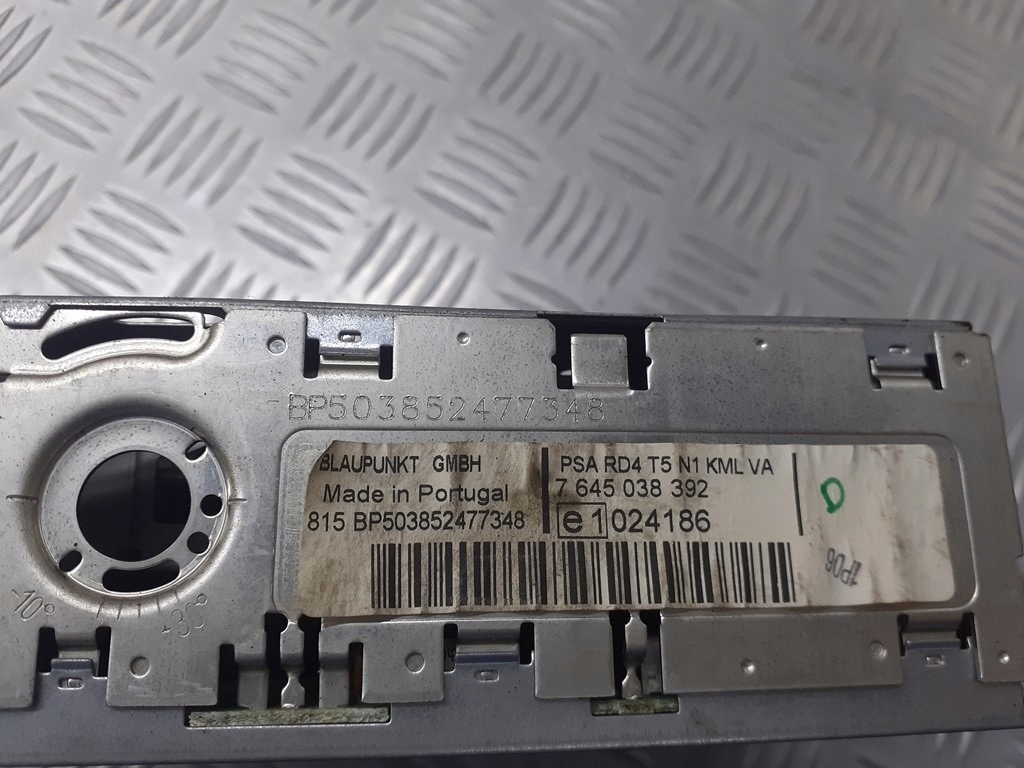 BP503852477348
BLAUPUNKT GMBH
Made in Portugal
815 BP503852477348
PSA RD4 T5 N1 KML VA
7 645 038 392
e1 024186
1P06
-10°
+30°